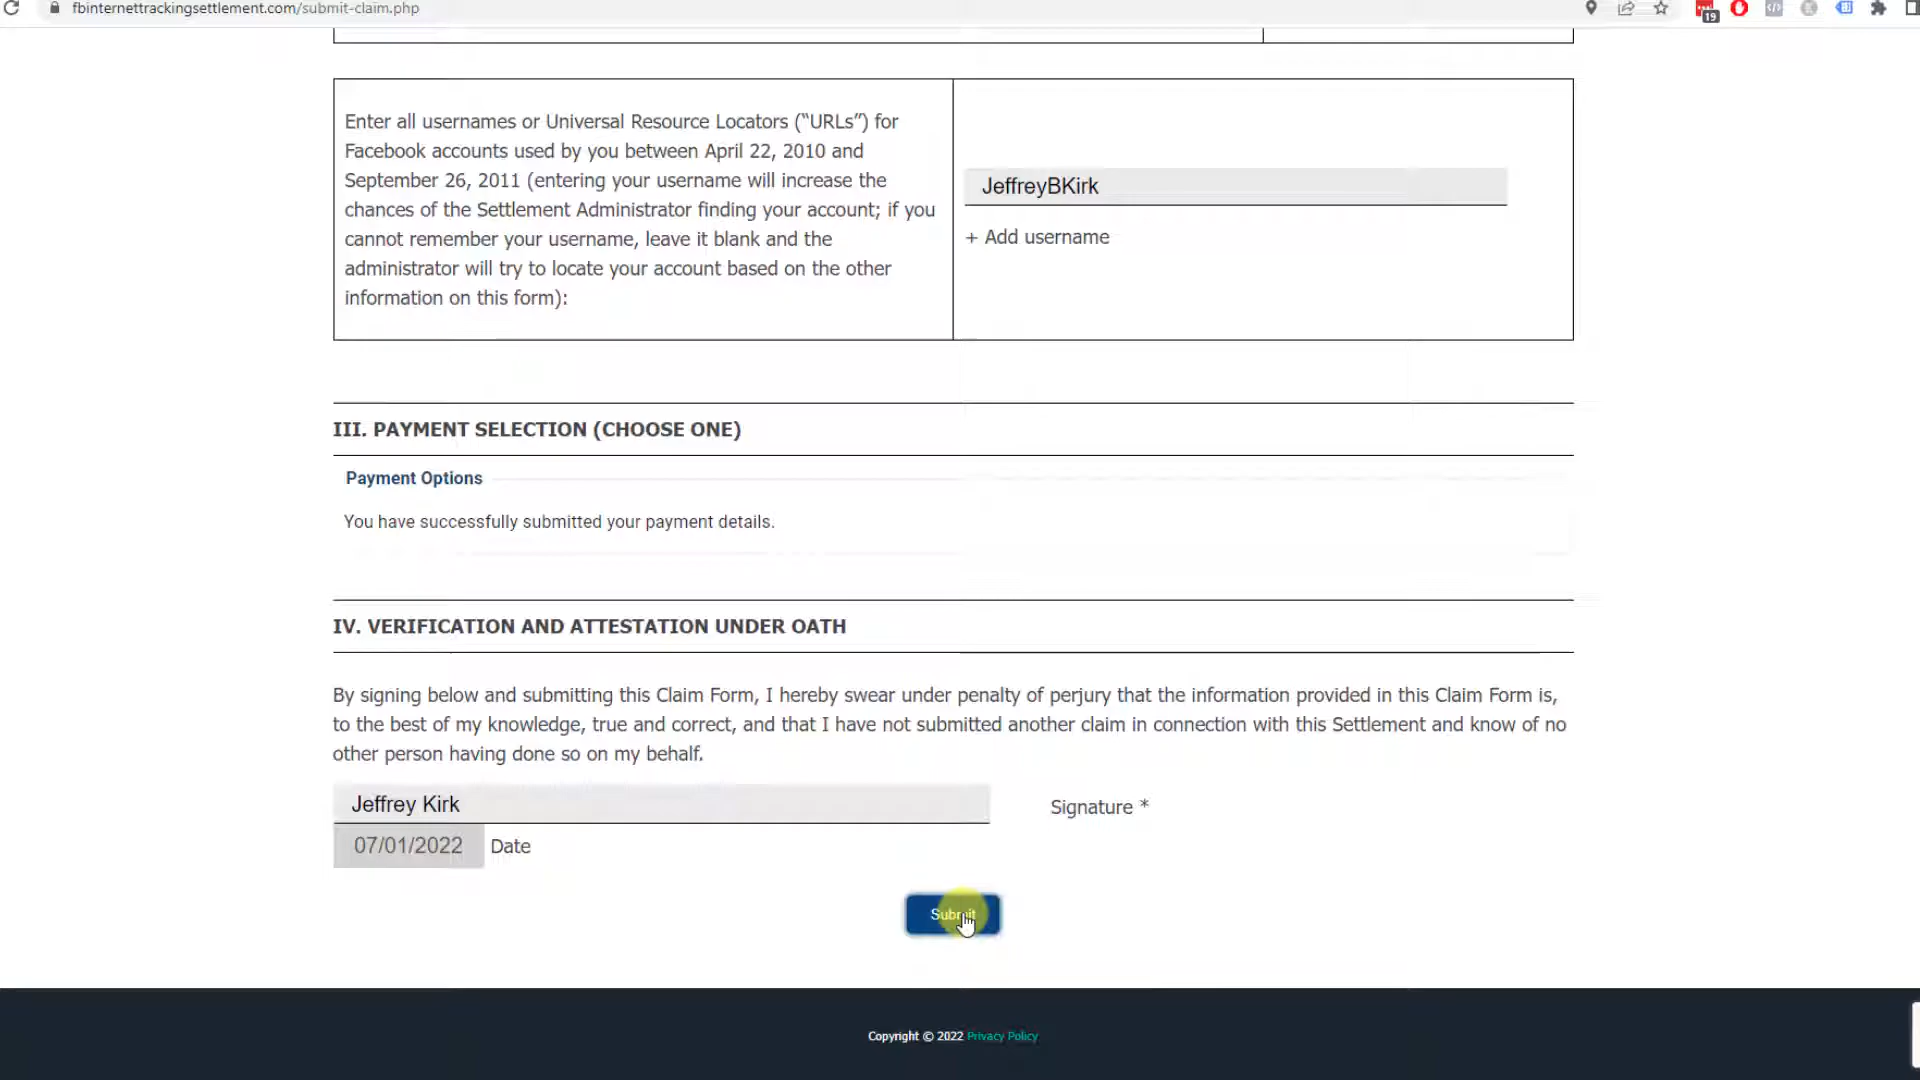 fbinternettrackingsettlement.com/submit-claim.php
19
Enter all usernames or Universal Resource Locators (“URLs”) for
Facebook accounts used by you between April 22, 2010 and
September 26, 2011 (entering your username will increase the
chances of the Settlement Administrator finding your account; if you
cannot remember your username, leave it blank and the
administrator will try to locate your account based on the other
information on this form):
JeffreyBKirk
+ Add username
III. PAYMENT SELECTION (CHOOSE ONE)
Payment Options
You have successfully submitted your payment details.
IV. VERIFICATION AND ATTESTATION UNDER OATH
By signing below and submitting this Claim Form, I hereby swear under penalty of perjury that the information provided in this Claim Form is,
to the best of my knowledge, true and correct, and that I have not submitted another claim in connection with this Settlement and know of no
other person having done so on my behalf.
Jeffrey Kirk
Signature *
07/01/2022 Date
Submit
Copyright © 2022 Privacy Policy